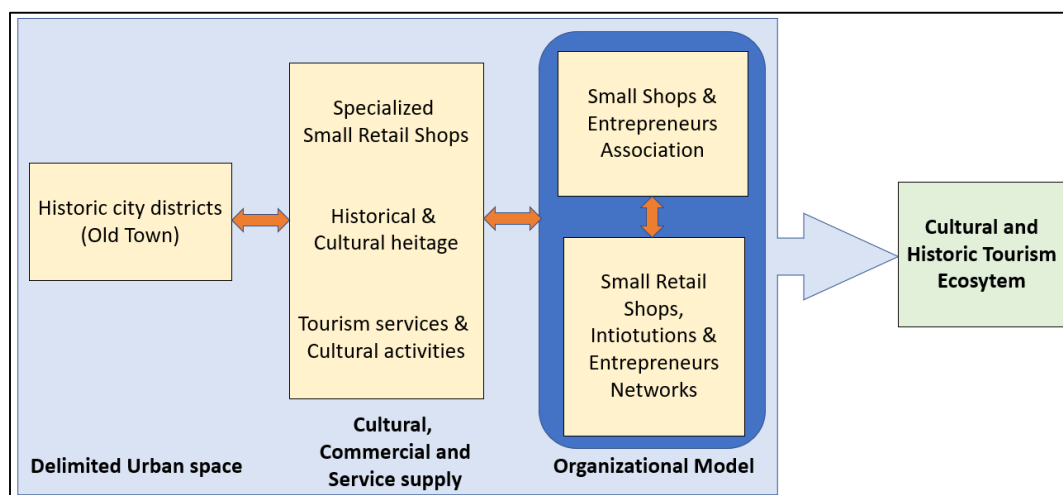 Historic city districts
(Old Town)
Delimited Urban space
Specialized
Small Retail Shops
Historical &
Cultural heitage
Tourism services &
Cultural activities
Cultural,
Commercial and
Service supply
Small Shops &
Entrepreneurs
Association
Small Retail
Shops,
Intiotutions &
Entrepreneurs
Networks
Organizational Model
Cultural and
Historic Tourism
Ecosytem